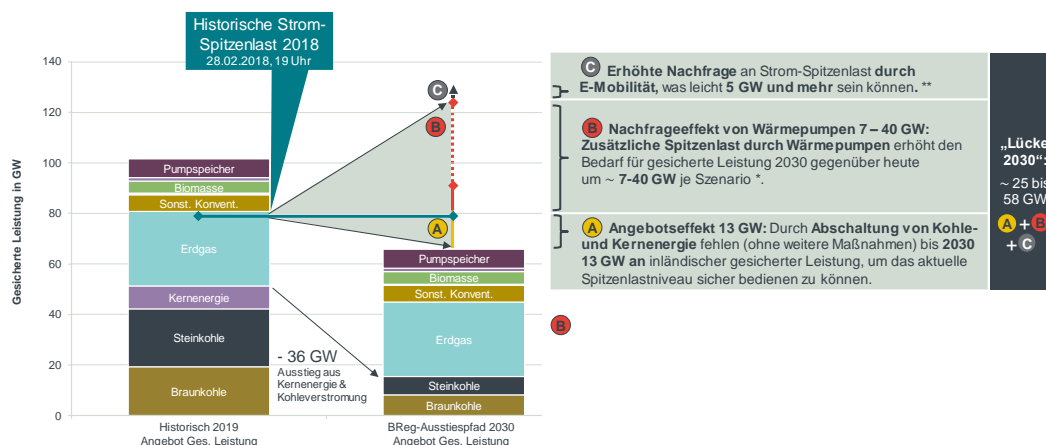 Historische Strom-
Spitzenlast 2018
28.02.2018, 19 Uhr
Gesicherte Leistung in GW
140
120
100
80
60
40
20
0
Pumpspeicher
Biomasse
Sonst. Konvent.
Erdgas
Kernenergie
Steinkohle
Braunkohle
Historisch 2019
Angebot Ges. Leistung
- 36 GW
Ausstieg aus
Kernenergie &
Kohleverstromung
C
B
A
Pumpspeicher
Biomasse
Sonst. Konvent.
Erdgas
Steinkohle
Braunkohle
BReg-Ausstiespfad 2030
Angebot Ges. Leistung
C Erhöhte Nachfrage an Strom-Spitzenlast durch
E-Mobilität, was leicht 5 GW und mehr sein können. **
B Nachfrageeffekt von Wärmepumpen 7 – 40 GW:
Zusätzliche Spitzenlast durch Wärmepumpen erhöht den
Bedarf für gesicherte Leistung 2030 gegenüber heute
um ~ 7-40 GW je Szenario *.
A Angebotseffekt 13 GW: Durch Abschaltung von Kohle-
und Kernenergie fehlen (ohne weitere Maßnahmen) bis 2030
13 GW an inländischer gesicherter Leistung, um das aktuelle
Spitzenlastniveau sicher bedienen zu können.
B
„Lücke
2030“:
~ 25 bis
58 GW
A + B
+ C